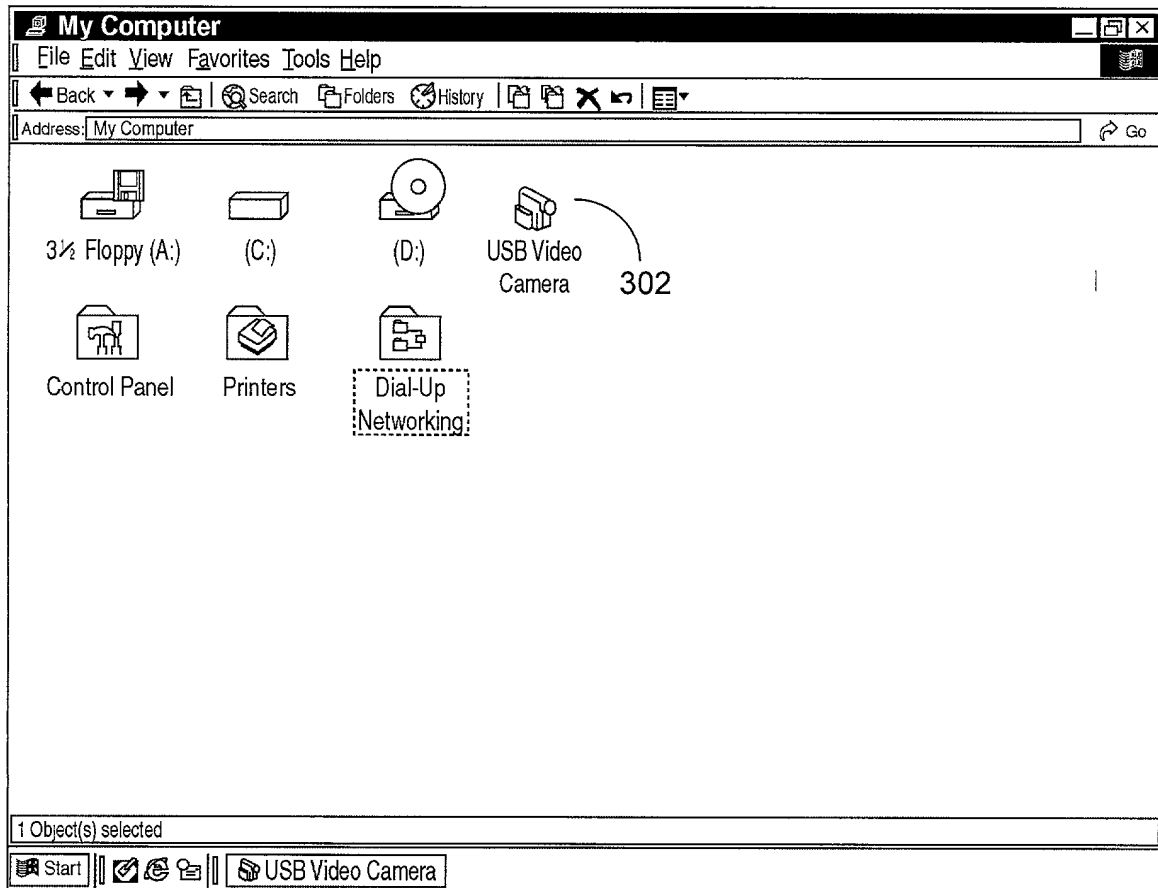 My Computer
File Edit View Favorites Tools Help
Back Search Folders History
Address: My Computer Go
3½ Floppy (A:) (C:) (D:) USB Video Camera
302
Control Panel Printers Dial-Up Networking
1 Object(s) selected
Start USB Video Camera